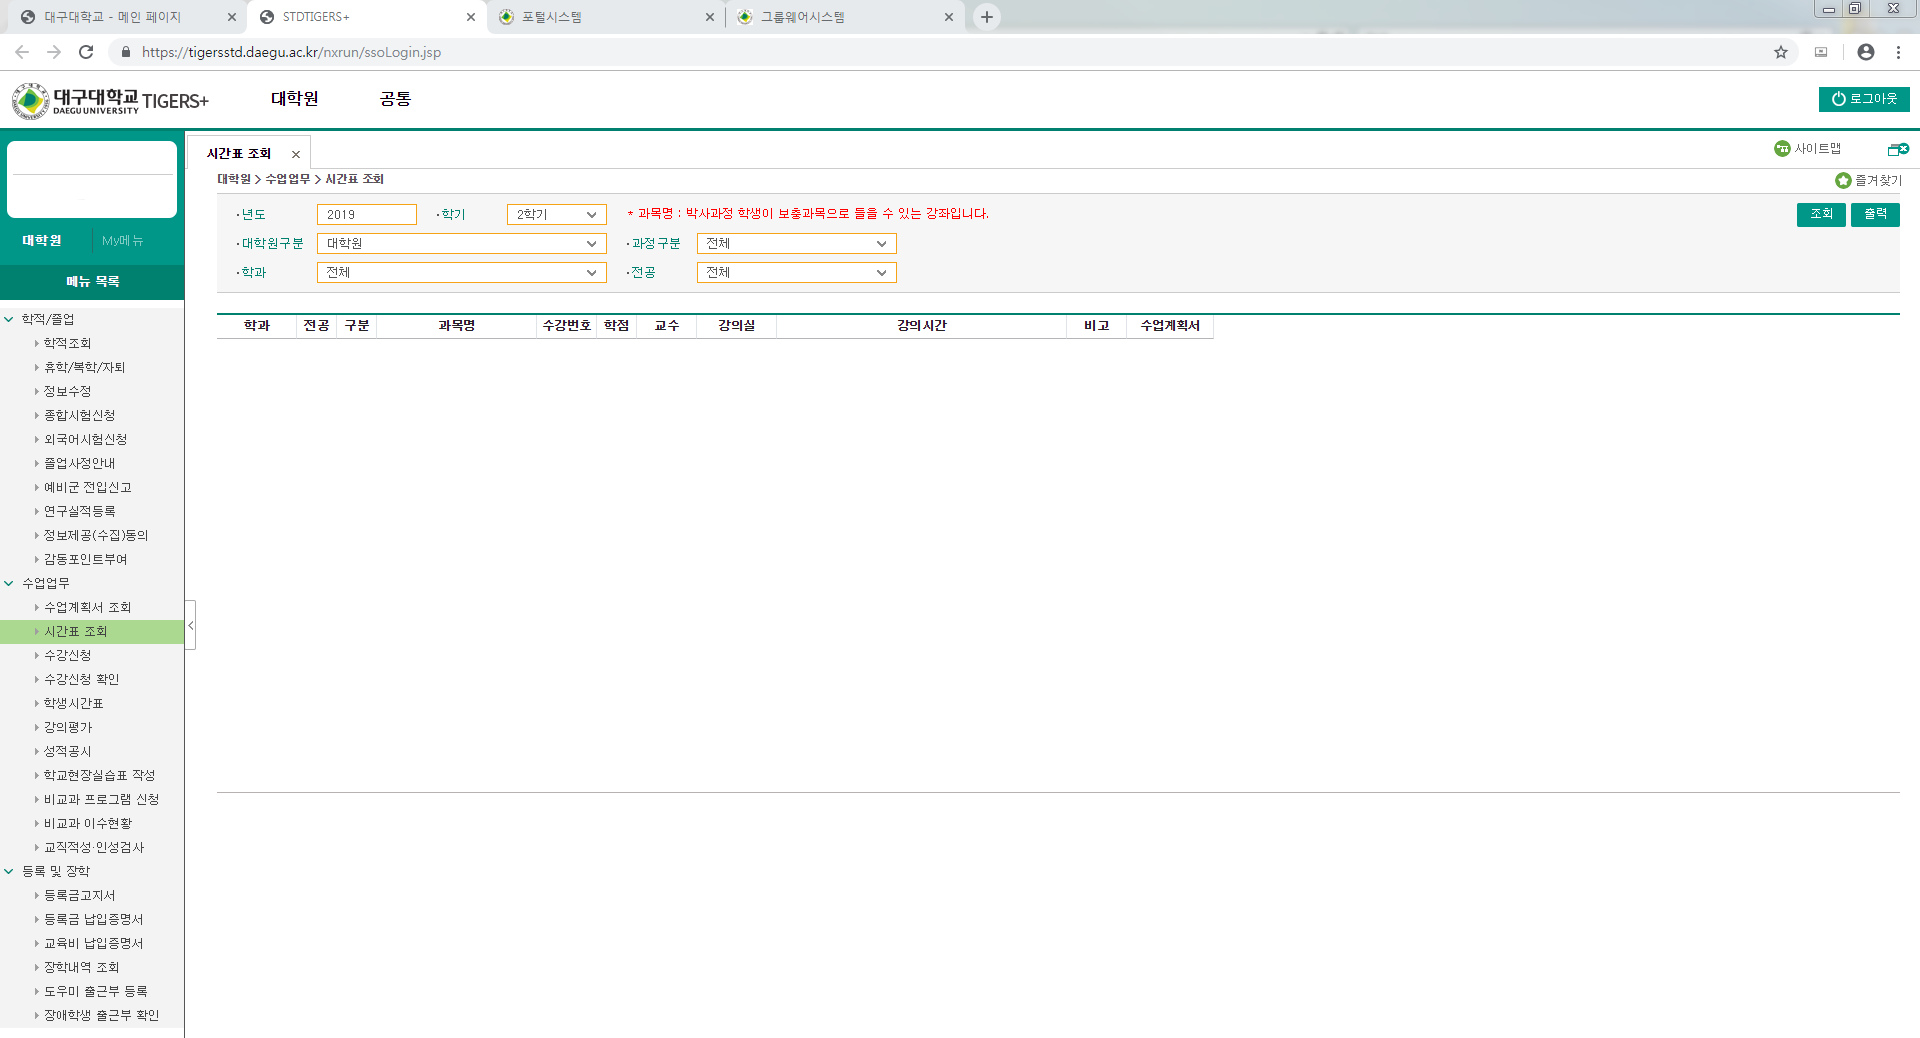 대구대학교 - 메인 페이지
STDTIGERS+
포털시스템
그룹웨어시스템
https://tigersstd.daegu.ac.kr/nxrun/ssoLogin.jsp
대구대학교 TIGERS+
DAEGU UNIVERSITY
대학원
공통
로그아웃
시간표 조회
사이트맵
대학원 > 수업업무 > 시간표 조회
즐겨찾기
·년도 2019 ·학기 2학기 * 과목명 : 박사과정 학생이 보충과목으로 들을 수 있는 강좌입니다. 조회 출력
·대학원구분 대학원 ·과정구분 전체
·학과 전체 ·전공 전체
학과 전공 구분 과목명 수강번호 학점 교수 강의실 강의시간 비고 수업계획서
대학원 My메뉴
메뉴 목록
학적/졸업
학적조회
휴학/복학/자퇴
정보수정
종합시험신청
외국어시험신청
졸업사정안내
예비군 전입신고
연구실적등록
정보제공(수집)동의
감동포인트부여
수업업무
수업계획서 조회
시간표 조회
수강신청
수강신청 확인
학생시간표
강의평가
성적공시
학교현장실습표 작성
비교과 프로그램 신청
비교과 이수현황
교직적성·인성검사
등록 및 장학
등록금고지서
등록금 납입증명서
교육비 납입증명서
장학내역 조회
도우미 출근부 등록
장애학생 출근부 확인